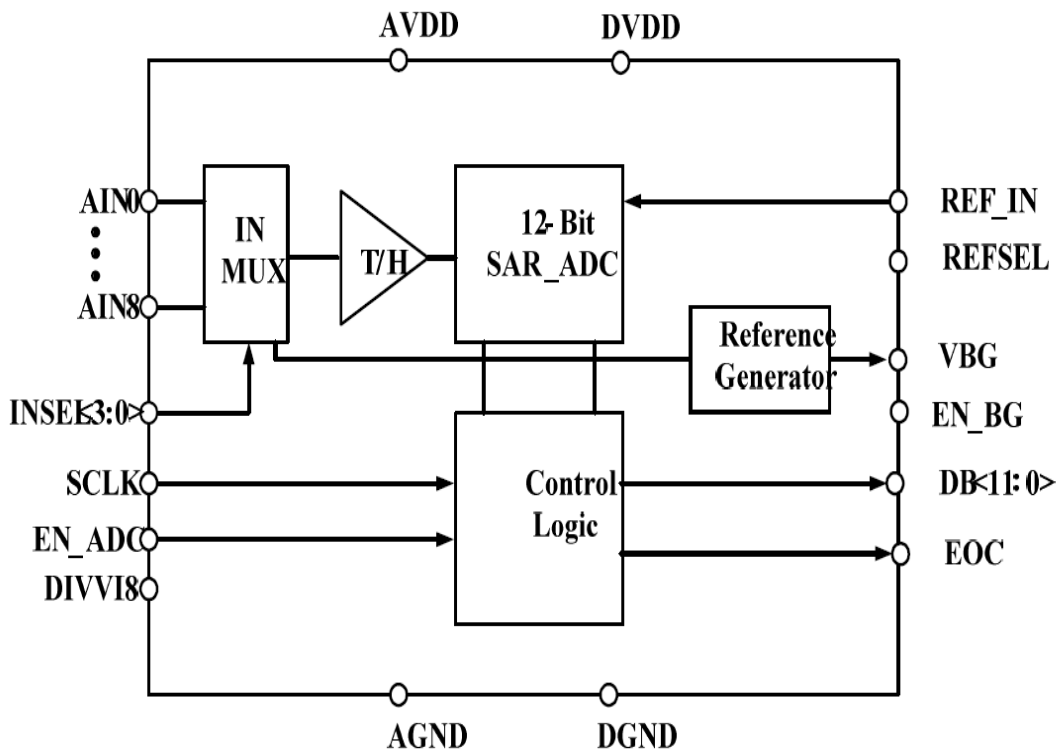 AVDD
DVDD
AIN0
AIN8
INSEL<3:0>
SCLK
EN_ADC
DIVVI8
IN
MUX
T/H
12-Bit
SAR_ADC
Reference
Generator
Control
Logic
REF_IN
REFSEL
VBG
EN_BG
DB<11:0>
EOC
AGND
DGND